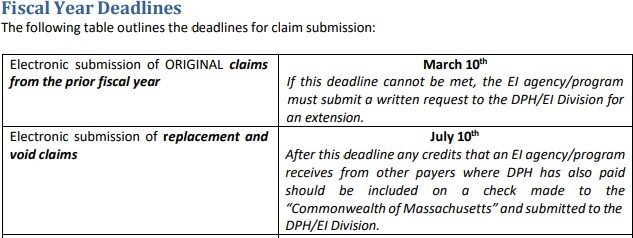 Fiscal Year Deadlines
The following table outlines the deadlines for claim submission:
Electronic submission of ORIGINAL claims
from the prior fiscal year
March 10th
If this deadline cannot be met, the EI agency/program
must submit a written request to the DPH/EI Division for
an extension.
Electronic submission of replacement and
void claims
July 10th
After this deadline any credits that an EI agency/program
receives from other payers where DPH has also paid
should be included on a check made to the
“Commonwealth of Massachusetts” and submitted to the
DPH/EI Division.